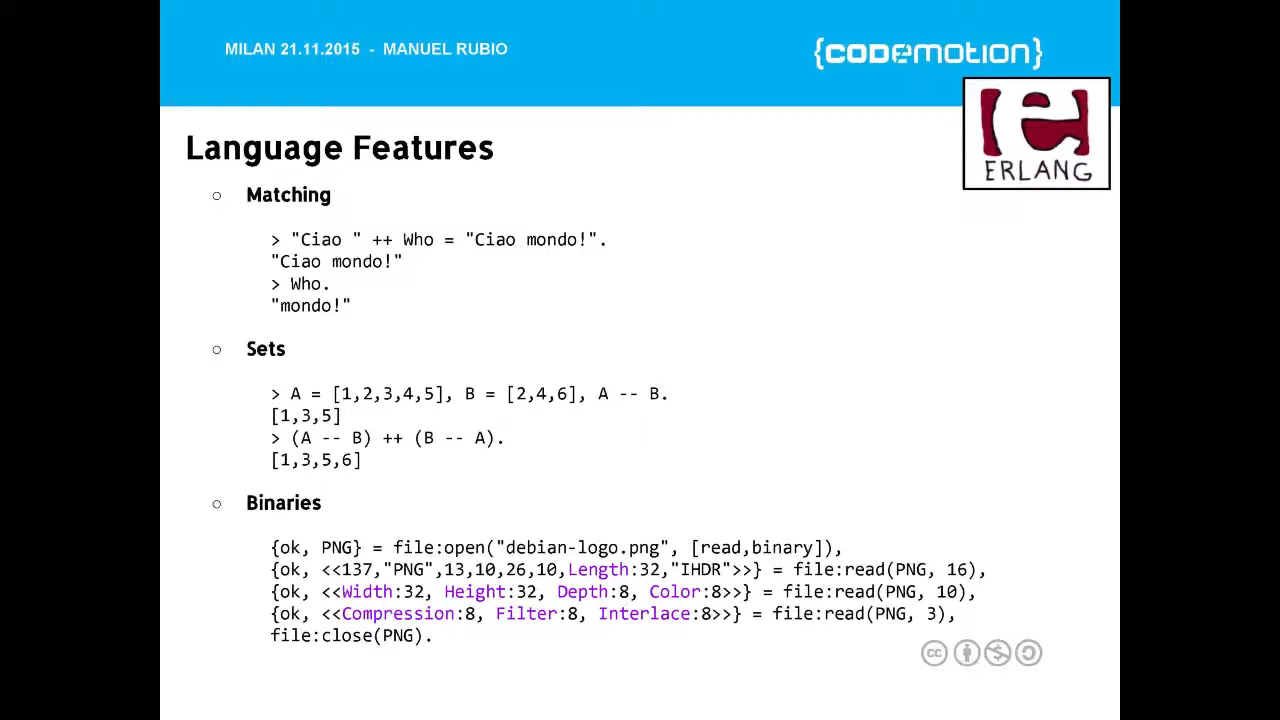 MILAN 21.11.2015 - MANUEL RUBIO
{CODEMOTION}
ERLANG
Language Features
○ Matching
> "Ciao " ++ Who = "Ciao mondo!".
"Ciao mondo!"
> Who.
"mondo!"
○ Sets
> A = [1,2,3,4,5], B = [2,4,6], A -- B.
[1,3,5]
> (A -- B) ++ (B -- A).
[1,3,5,6]
○ Binaries
{ok, PNG} = file:open("debian-logo.png", [read,binary]),
{ok, <<137,"PNG",13,10,26,10,Length:32,"IHDR">>} = file:read(PNG, 16),
{ok, <<Width:32, Height:32, Depth:8, Color:8>>} = file:read(PNG, 10),
{ok, <<Compression:8, Filter:8, Interlace:8>>} = file:read(PNG, 3),
file:close(PNG).
cc